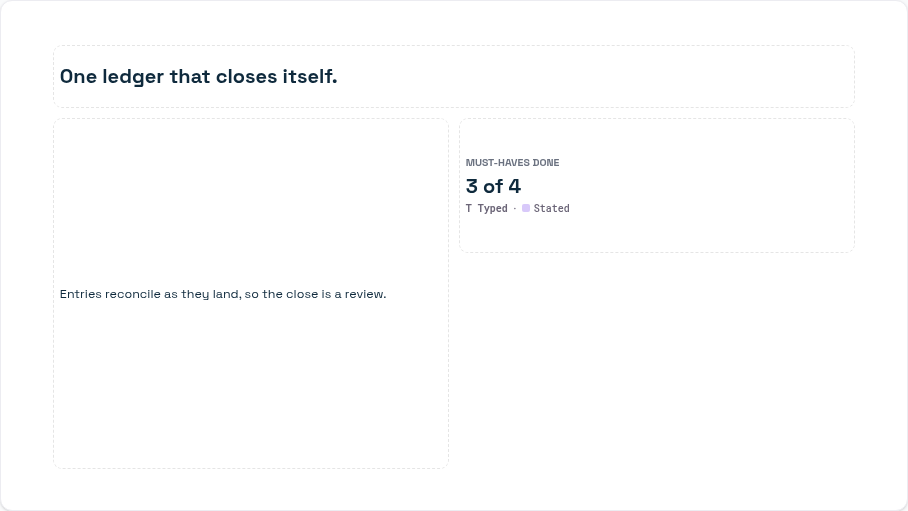 One ledger that closes itself.
Entries reconcile as they land, so the close is a review.
MUST-HAVES DONE
3 of 4
T Typed · Stated